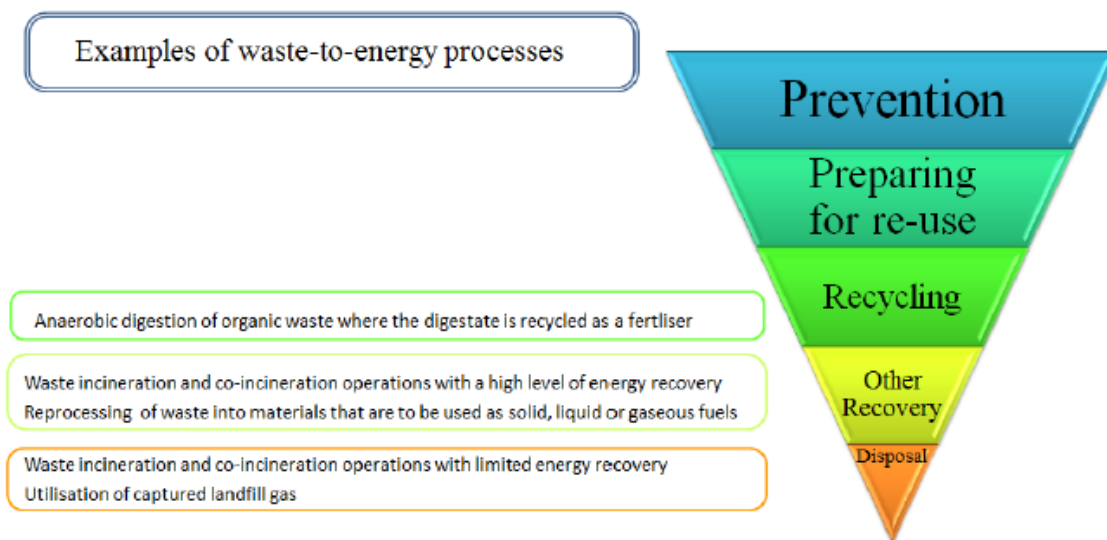 Examples of waste-to-energy processes
Prevention
Preparing
for re-use
Recycling
Anaerobic digestion of organic waste where the digestate is recycled as a fertliser
Other
Recovery
Waste incineration and co-incineration operations with a high level of energy recovery
Reprocessing of waste into materials that are to be used as solid, liquid or gaseous fuels
Disposal
Waste incineration and co-incineration operations with limited energy recovery
Utilisation of captured landfill gas